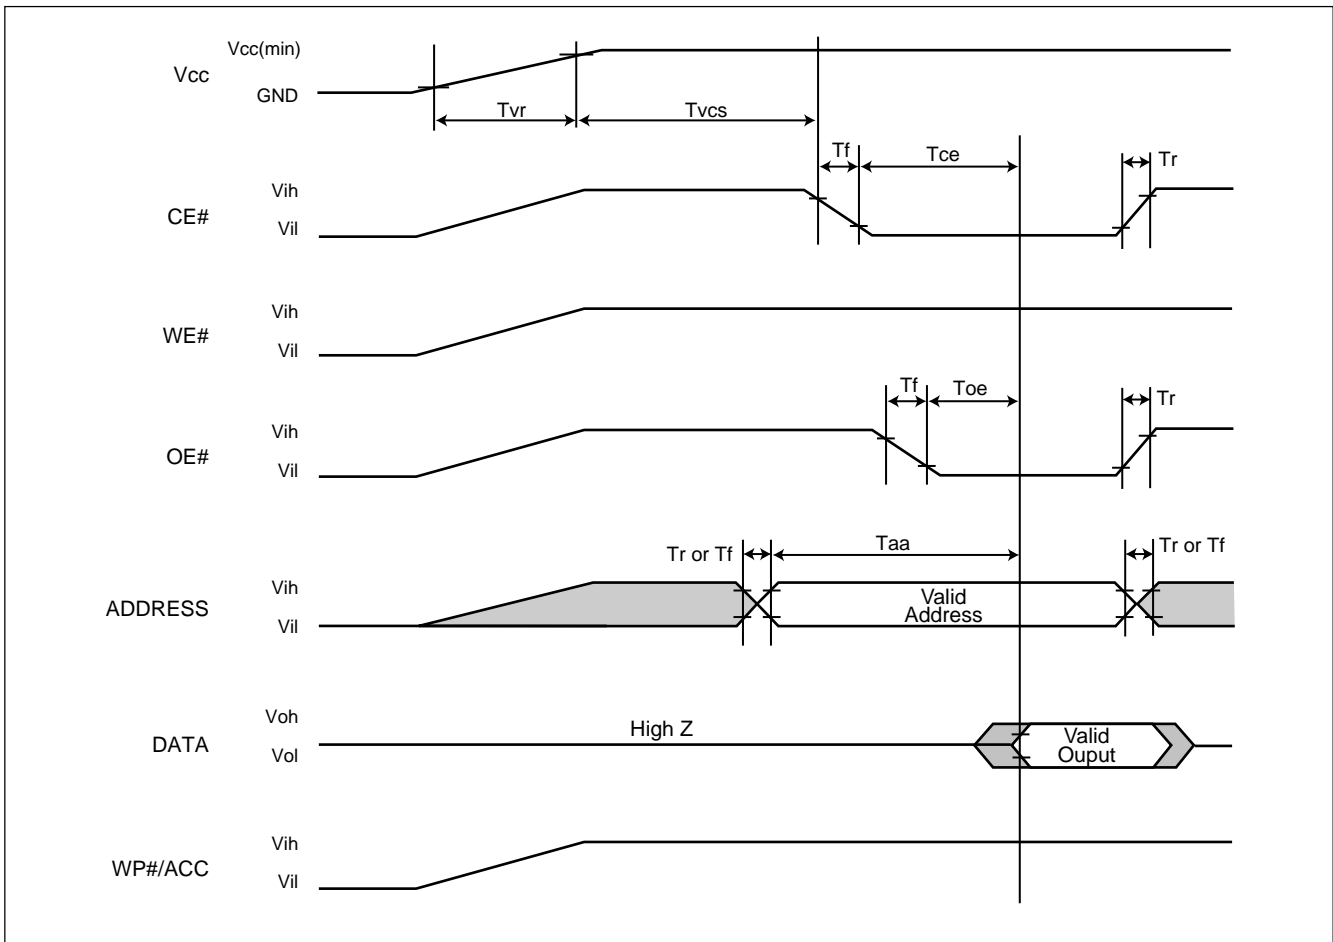 Vcc(min)
Vcc
GND
Tvr
Tvcs
Tf
Tce
Tr
Vih
CE#
Vil
Vih
WE#
Vil
Tf
Toe
Tr
Vih
OE#
Vil
Tr or Tf
Taa
Tr or Tf
Vih
ADDRESS
Vil
Valid
Address
Voh
DATA
Vol
High Z
Valid
Ouput
Vih
WP#/ACC
Vil